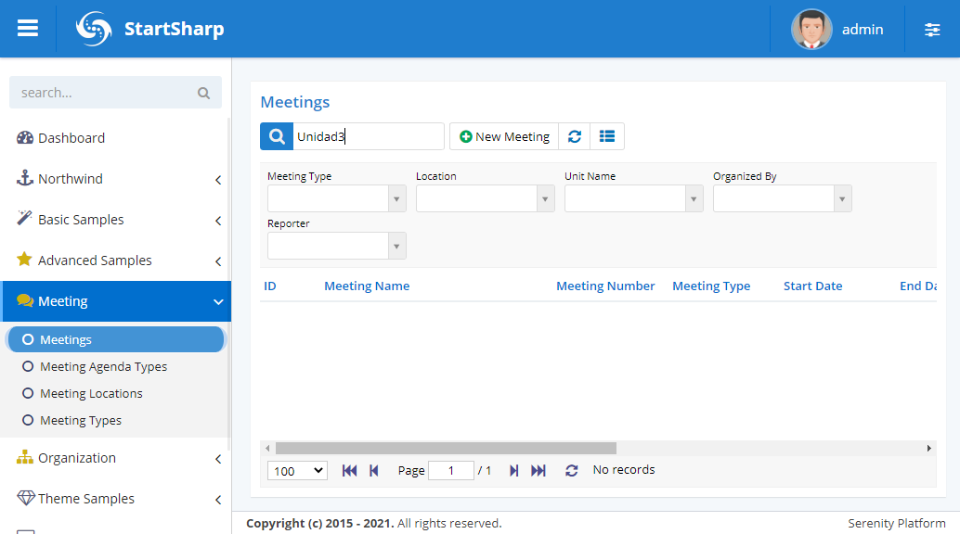 StartSharp
admin
search...
Dashboard
Northwind
Basic Samples
Advanced Samples
Meeting
Meetings
Meeting Agenda Types
Meeting Locations
Meeting Types
Organization
Theme Samples
Meetings
Unidad3
New Meeting
Meeting Type
Location
Unit Name
Organized By
Reporter
ID Meeting Name Meeting Number Meeting Type Start Date End Da
100 Page 1 / 1 No records
Copyright (c) 2015 - 2021. All rights reserved. Serenity Platform